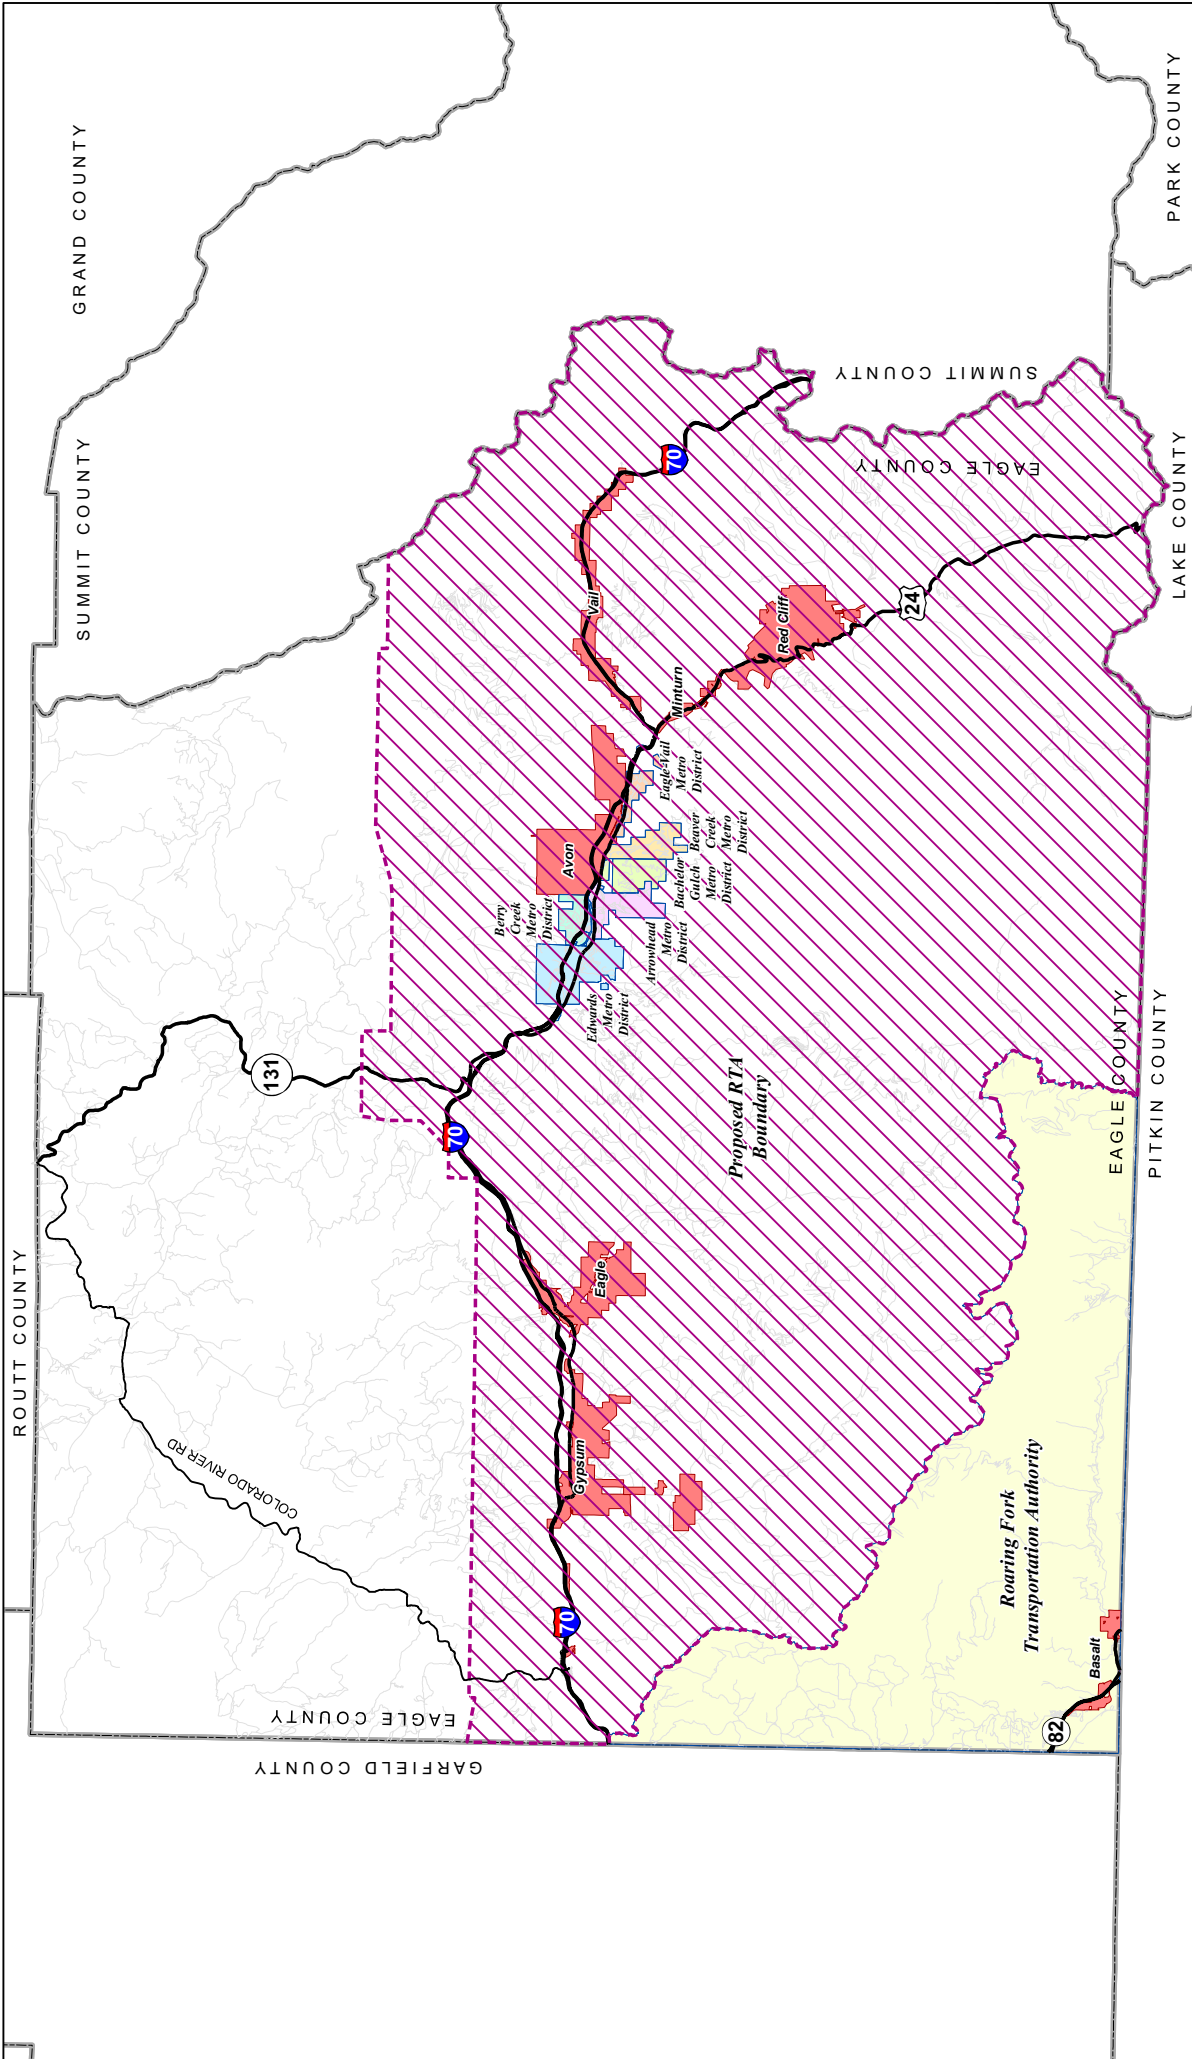 GRAND COUNTY
SUMMIT COUNTY
ROUTT COUNTY
PARK COUNTY
LAKE COUNTY
SUMMIT COUNTY
EAGLE COUNTY
EAGLE COUNTY
PITKIN COUNTY
EAGLE COUNTY
GARFIELD COUNTY
COLORADO RIVER RD
131
70
70
70
24
82
Vail
Red Cliff
Minturn
Avon
Eagle
Gypsum
Basalt
Eagle-Vail
Metro
District
Beaver
Creek
Metro
District
Bachelor
Gulch
Metro
District
Arrowhead
Metro
District
Berry
Creek
Metro
District
Edwards
Metro
District
Proposed RTA
Boundary
Roaring Fork
Transportation Authority